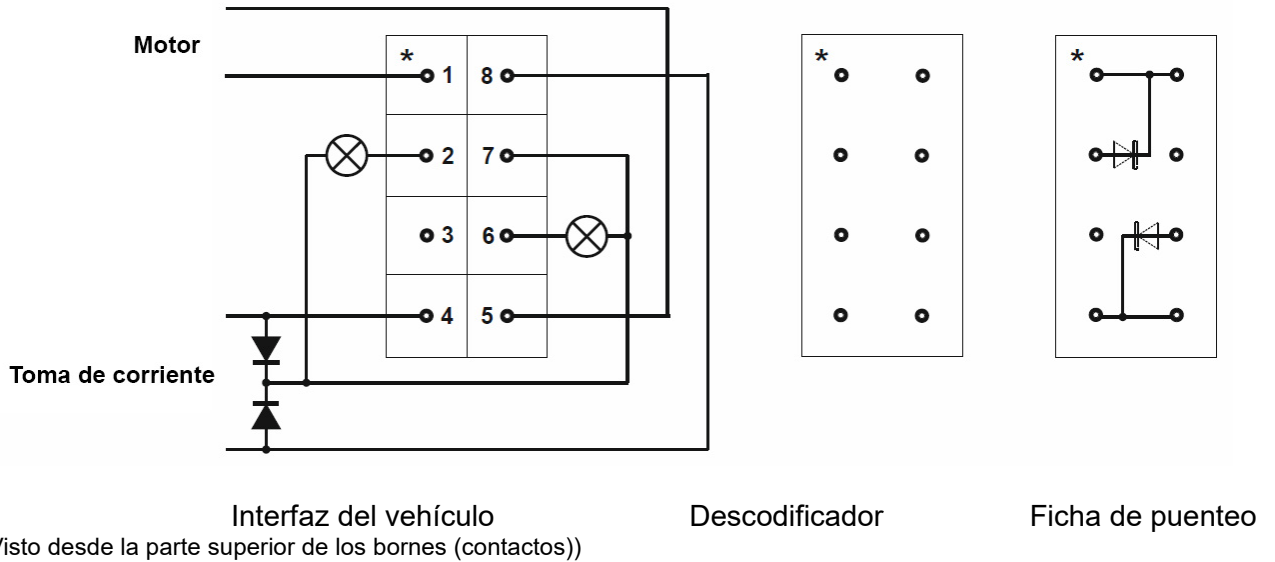 Motor
* 1 8
2 7
3 6
4 5
*
*
Toma de corriente
Interfaz del vehículo Descodificador Ficha de puenteo
isto desde la parte superior de los bornes (contactos))